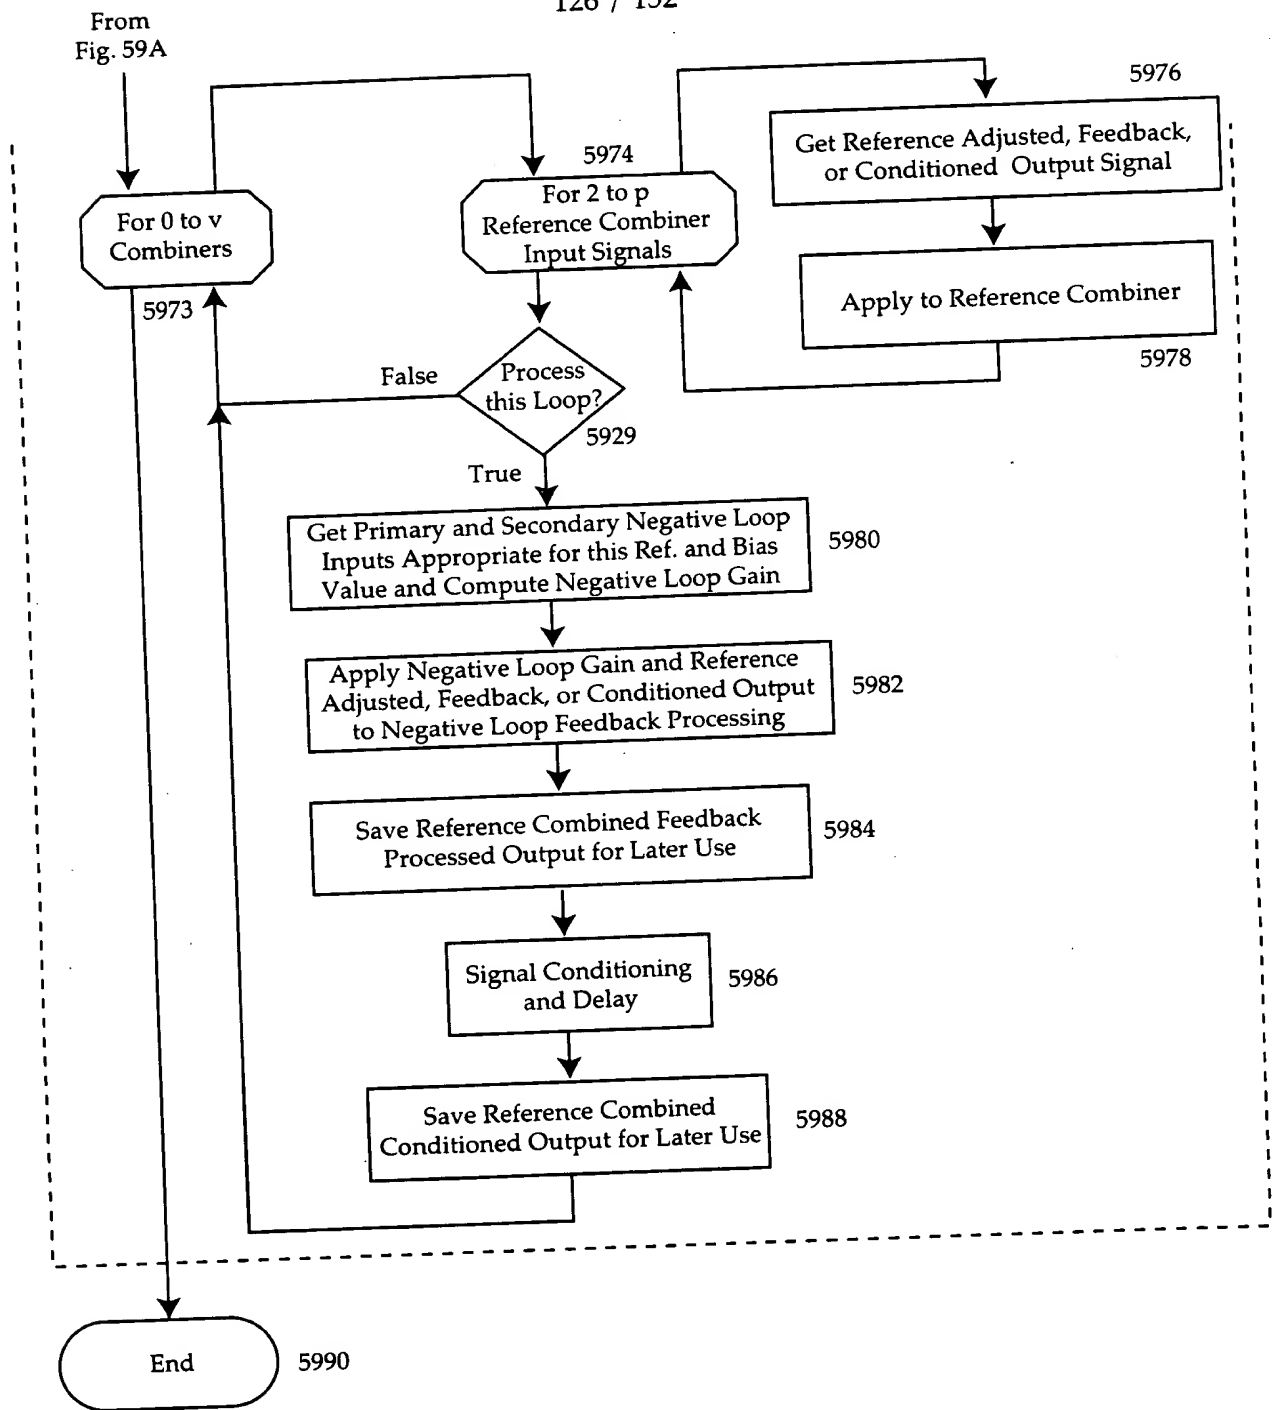 126 / 152
From
Fig. 59A
5976
Get Reference Adjusted, Feedback,
or Conditioned Output Signal
5974
For 2 to p
Reference Combiner
Input Signals
For 0 to v
Combiners
5973
Apply to Reference Combiner
5978
False
Process
this Loop?
5929
True
Get Primary and Secondary Negative Loop
Inputs Appropriate for this Ref. and Bias
Value and Compute Negative Loop Gain
5980
Apply Negative Loop Gain and Reference
Adjusted, Feedback, or Conditioned Output
to Negative Loop Feedback Processing
5982
Save Reference Combined Feedback
Processed Output for Later Use
5984
Signal Conditioning
and Delay
5986
Save Reference Combined
Conditioned Output for Later Use
5988
End
5990